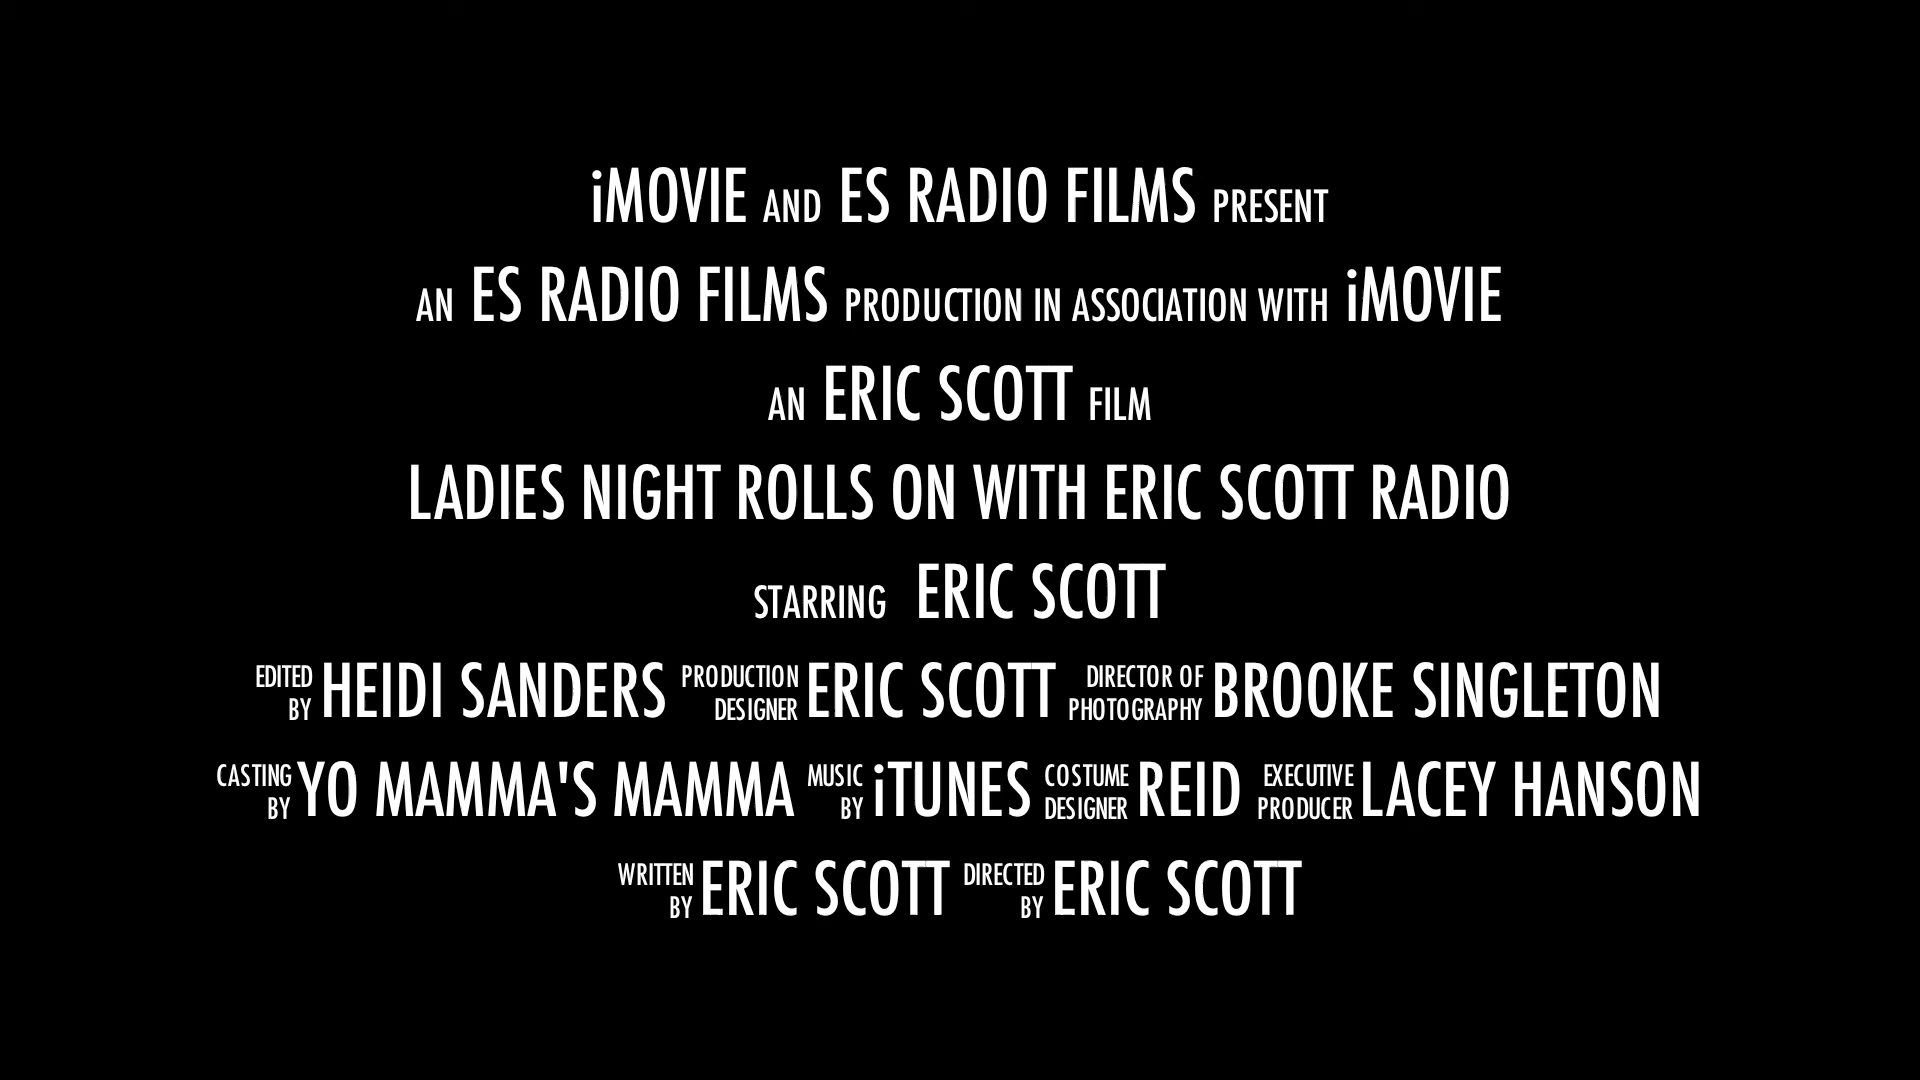 iMOVIE AND ES RADIO FILMS PRESENT
AN ES RADIO FILMS PRODUCTION IN ASSOCIATION WITH iMOVIE
AN ERIC SCOTT FILM
LADIES NIGHT ROLLS ON WITH ERIC SCOTT RADIO
STARRING ERIC SCOTT
EDITED BY HEIDI SANDERS PRODUCTION DESIGNER ERIC SCOTT DIRECTOR OF PHOTOGRAPHY BROOKE SINGLETON
CASTING BY YO MAMMA'S MAMMA MUSIC BY iTUNES COSTUME DESIGNER REID EXECUTIVE PRODUCER LACEY HANSON
WRITTEN BY ERIC SCOTT DIRECTED BY ERIC SCOTT